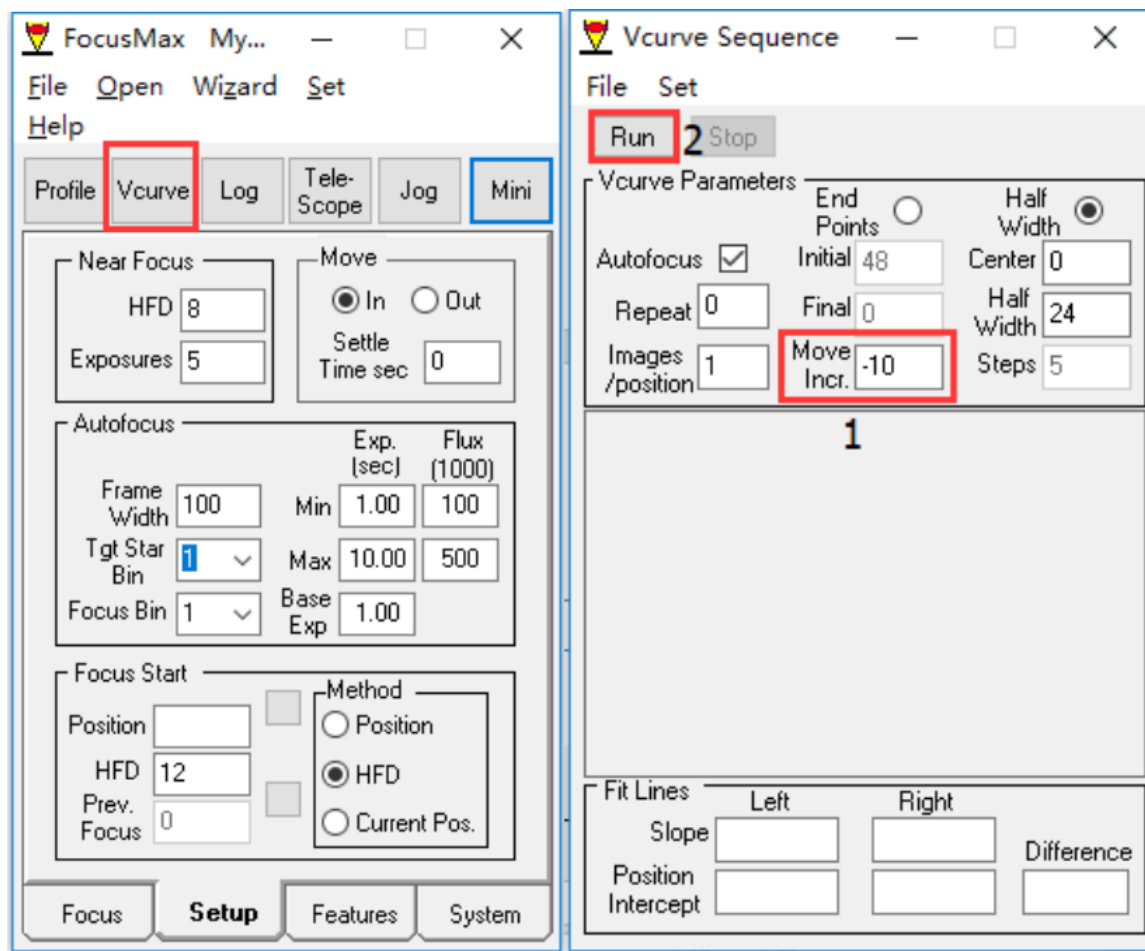 FocusMax My...
File Open Wizard Set
Help
Profile Vcurve Log Tele-Scope Jog Mini
Near Focus
HFD 8
Exposures 5
Move
In Out
Settle
Time sec 0
Autofocus
Exp. (sec) Flux (1000)
Frame Width 100 Min 1.00 100
Tgt Star Bin 1 Max 10.00 500
Focus Bin 1 Base Exp 1.00
Focus Start
Position
HFD 12
Prev. Focus 0
Method
Position
HFD
Current Pos.
Focus Setup Features System
Vcurve Sequence
File Set
Run 2 Stop
Vcurve Parameters
End Points Half Width
Autofocus Initial 48 Center 0
Repeat 0 Final 0 Half Width 24
Images /position 1 Move Incr. -10 Steps 5
1
Fit Lines
Left Right
Slope
Difference
Position Intercept